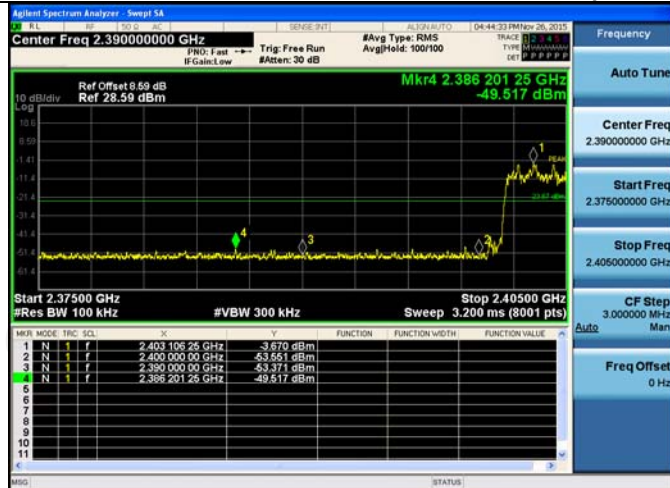 Agilent Spectrum Analyzer - Swept SA
RL RF 50 Ω AC SENSE:INT ALIGN AUTO 04:44:33 PM Nov 26, 2015
Center Freq 2.390000000 GHz
PNO: Fast
IFGain:Low
Trig: Free Run
#Atten: 30 dB
#Avg Type: RMS
Avg|Hold: 100/100
TRACE 1 2 3 4 5 6
TYPE M
DET P P P P P P
Ref Offset 8.59 dB
Ref 28.59 dBm
Mkr4 2.386 201 25 GHz
-49.517 dBm
10 dB/div
Log
-1.41
-11.4
-21.4
-31.4
-41.4
-51.4
-61.4
1
PEAK
-23.67 dBm
4
3
2
Start 2.37500 GHz
Stop 2.40500 GHz
#Res BW 100 kHz
#VBW 300 kHz
Sweep 3.200 ms (8001 pts)
MKR MODE TRC SCL X Y FUNCTION FUNCTION WIDTH FUNCTION VALUE
1 N 1 f 2.403 106 25 GHz -3.670 dBm
2 N 1 f 2.400 000 00 GHz -53.551 dBm
3 N 1 f 2.390 000 00 GHz -53.371 dBm
4 N 1 f 2.386 201 25 GHz -49.517 dBm
5
6
7
8
9
10
11
MSG STATUS
Frequency
Auto Tune
Center Freq
2.390000000 GHz
Start Freq
2.375000000 GHz
Stop Freq
2.405000000 GHz
CF Step
3.000000 MHz
Auto Man
Freq Offset
0 Hz